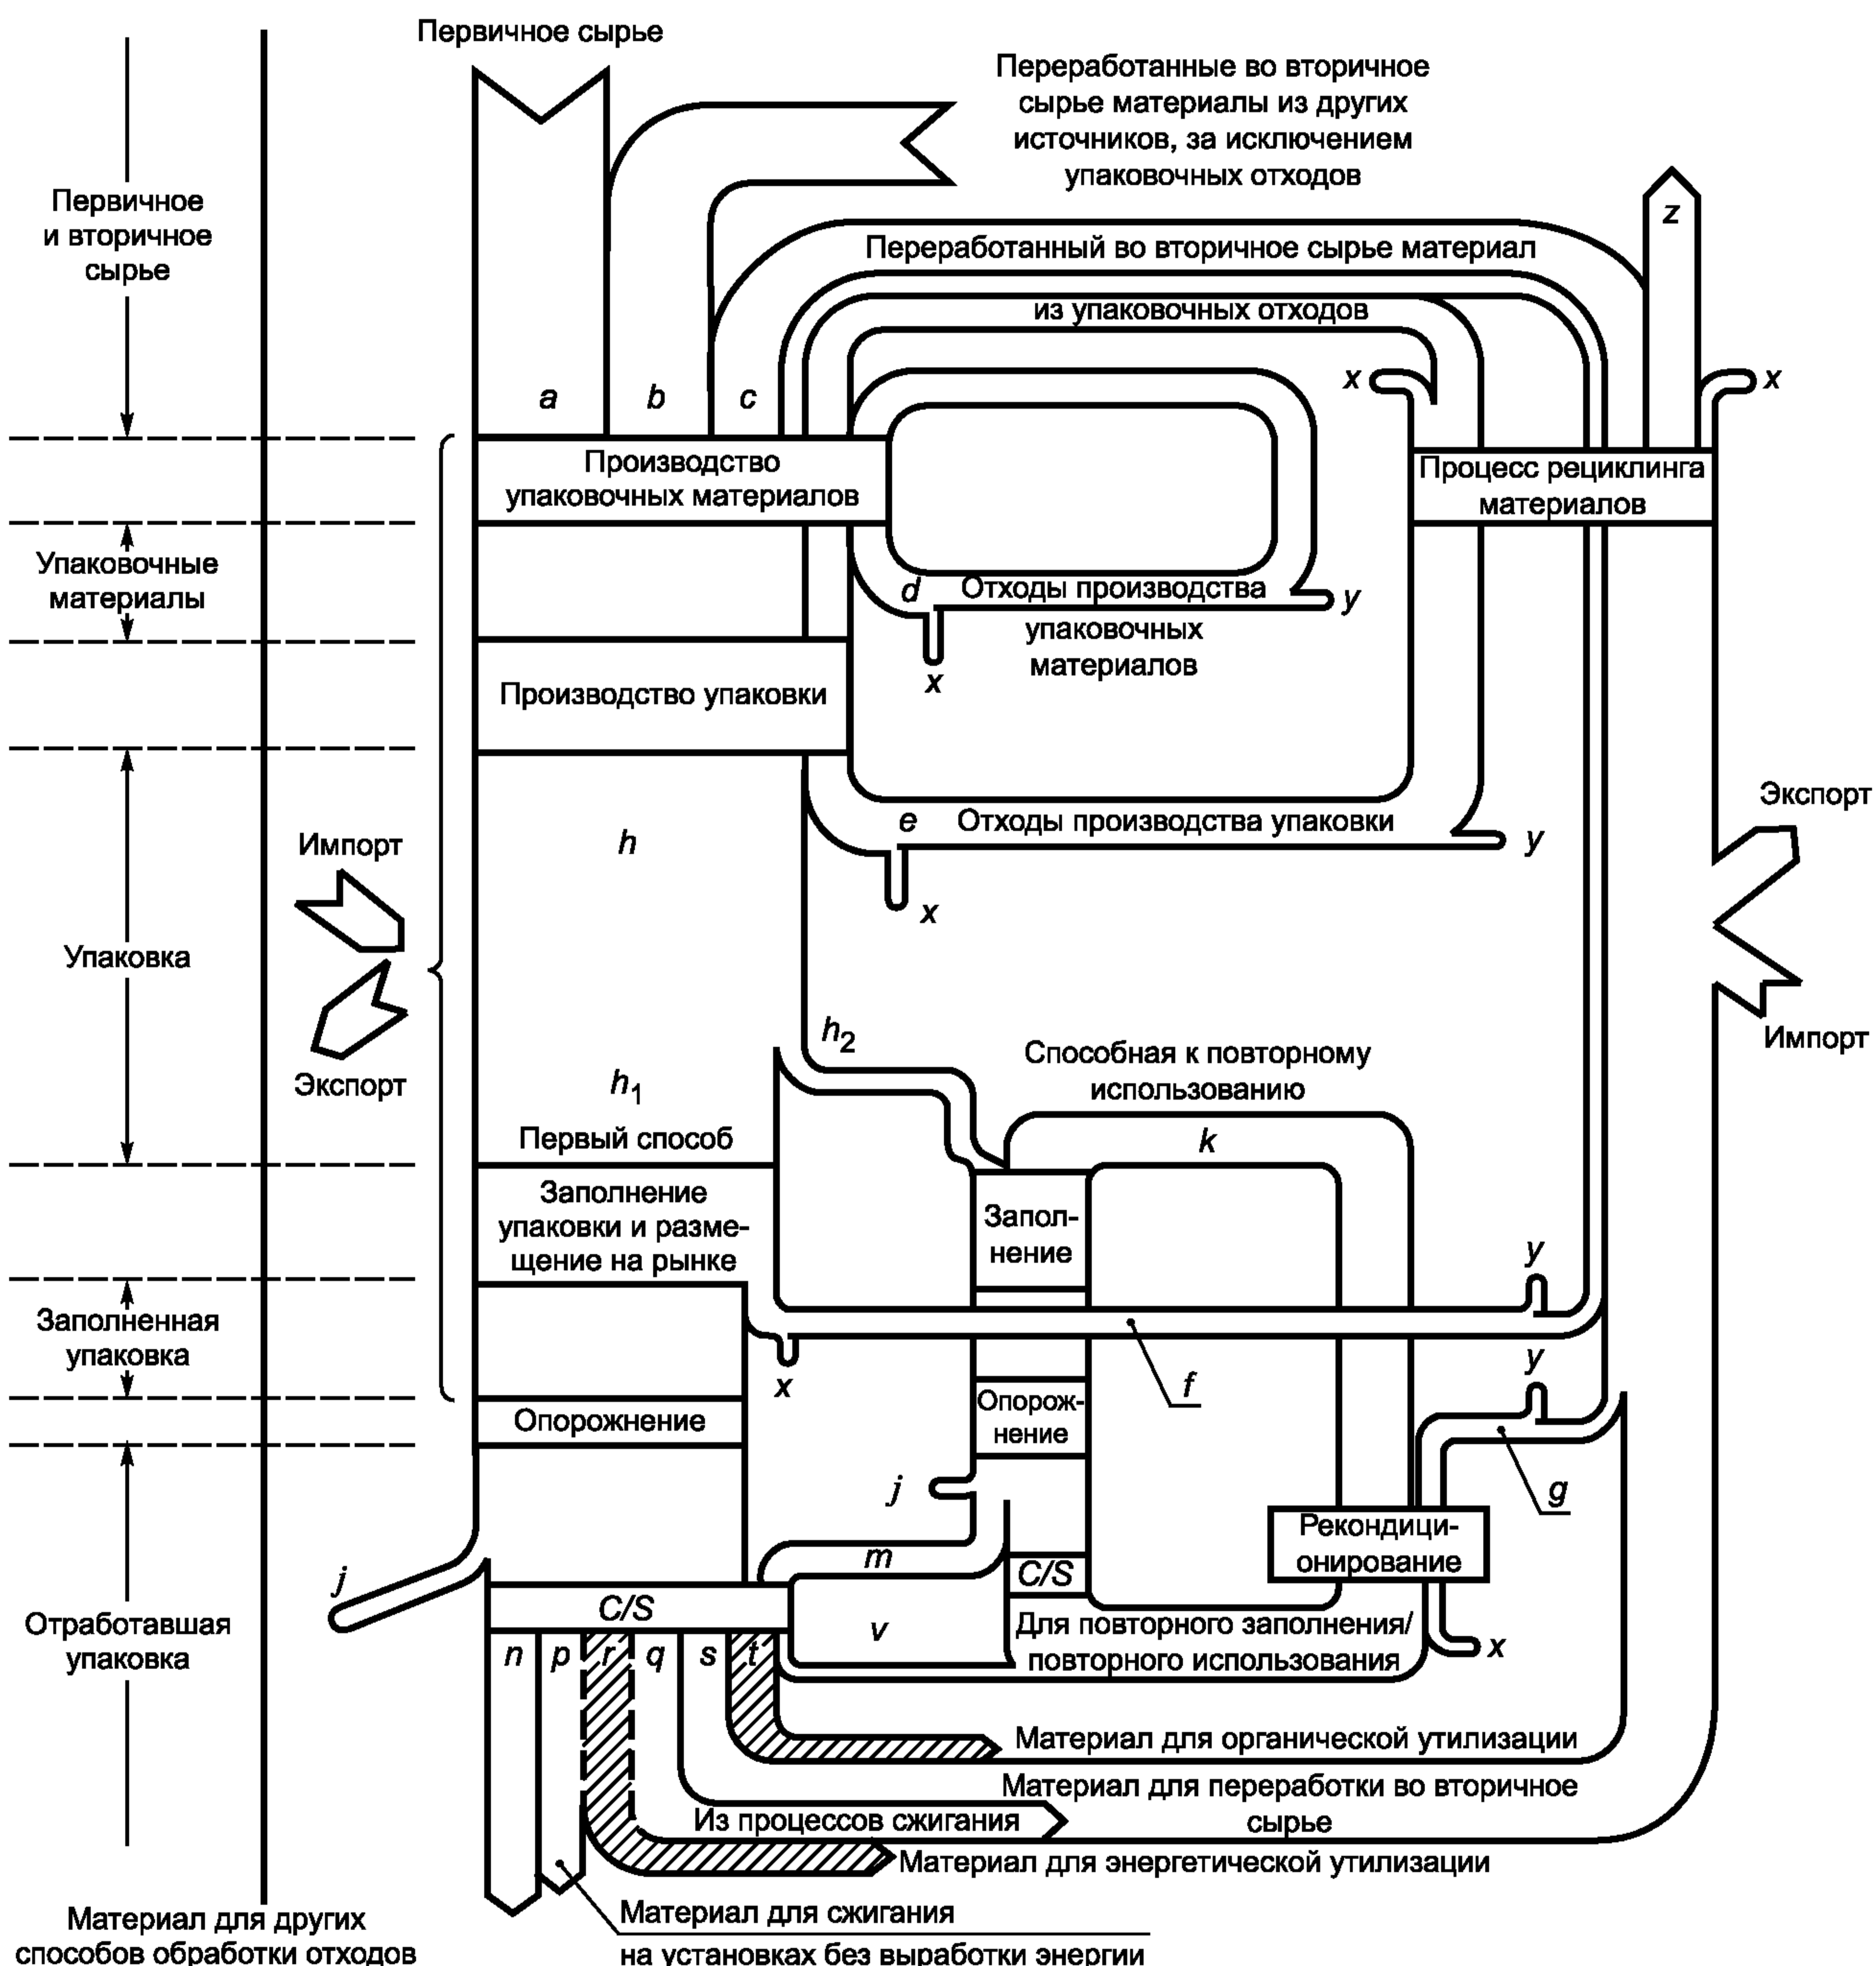 Первичное сырье
Переработанные во вторичное
сырье материалы из других
источников, за исключением
упаковочных отходов
Первичное
и вторичное
сырье
z
Переработанный во вторичное сырье материал
из упаковочных отходов
x
x
a
b
c
Производство
упаковочных материалов
Процесс рециклинга
материалов
Упаковочные
материалы
d
Отходы производства
y
упаковочных
материалов
x
Производство упаковки
Экспорт
e
Отходы производства упаковки
y
h
Импорт
x
Упаковка
h2
Импорт
Экспорт
h1
Способная к повторному
использованию
Первый способ
k
Заполнение
упаковки и разме-
щение на рынке
Запол-
нение
y
Заполненная
упаковка
y
x
f
Опорожнение
Опорож-
нение
j
g
Рекондици-
онирование
m
C/S
j
C/S
Отработавшая
упаковка
v
Для повторного заполнения/
повторного использования
x
n
p
r
q
s
t
Материал для органической утилизации
Материал для переработки во вторичное
сырье
Из процессов сжигания
Материал для энергетической утилизации
Материал для других
способов обработки отходов
Материал для сжигания
на установках без выработки энергии